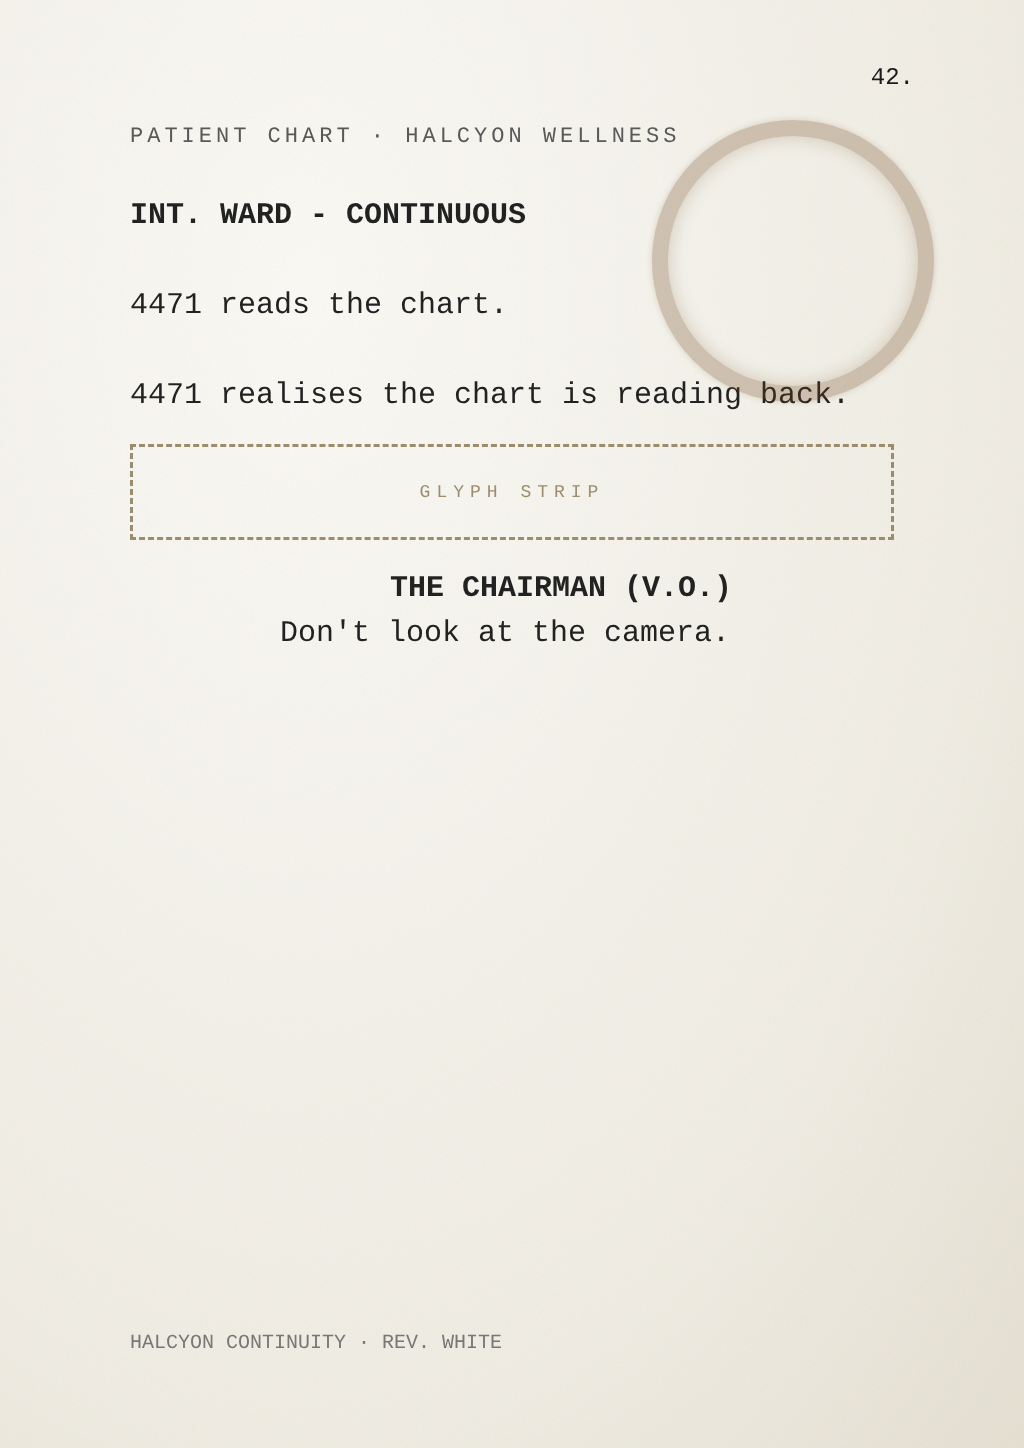 42.
PATIENT CHART · HALCYON WELLNESS
INT. WARD - CONTINUOUS
4471 reads the chart.
4471 realises the chart is reading back.
GLYPH STRIP
THE CHAIRMAN (V.O.)
Don't look at the camera.
HALCYON CONTINUITY · REV. WHITE